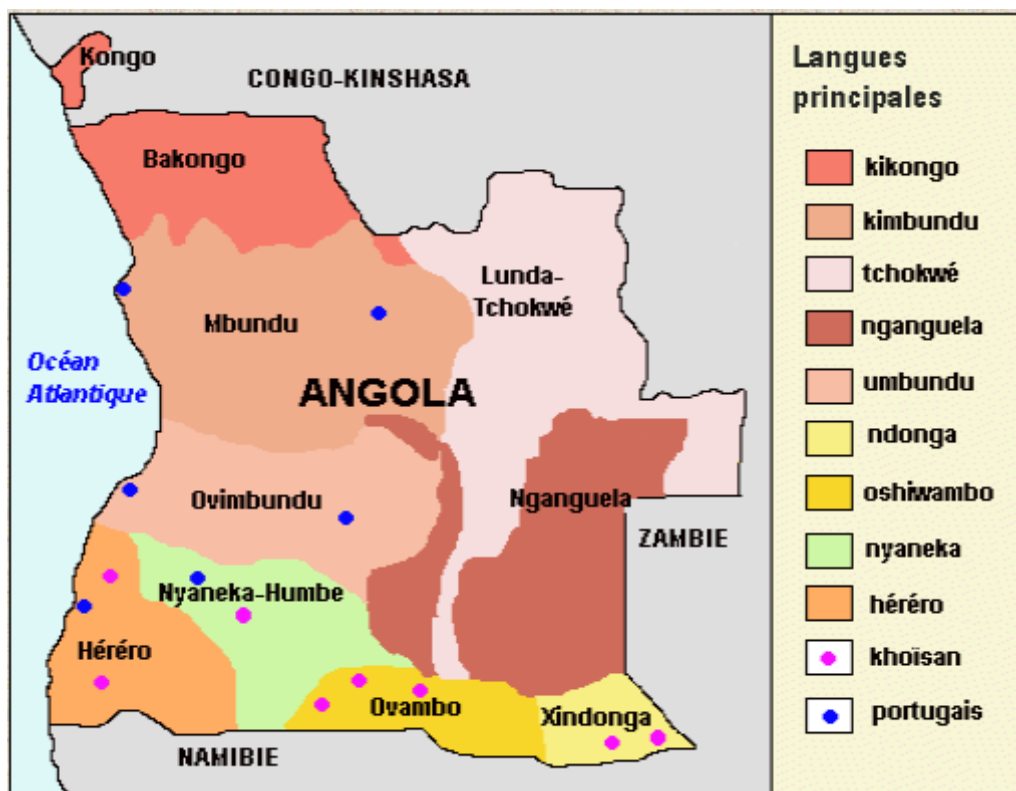 Kongo
CONGO-KINSHASA
Bakongo
Lunda-
Tchokwé
Mbundu
Océan
Atlantique
ANGOLA
Ovimbundu
Nganguela
ZAMBIE
Nyaneka-Humbe
Héréro
Ovambo
Xindonga
NAMIBIE
Langues
principales
kikongo
kimbundu
tchokwé
nganguela
umbundu
ndonga
oshiwambo
nyaneka
héréro
khoïsan
portugais